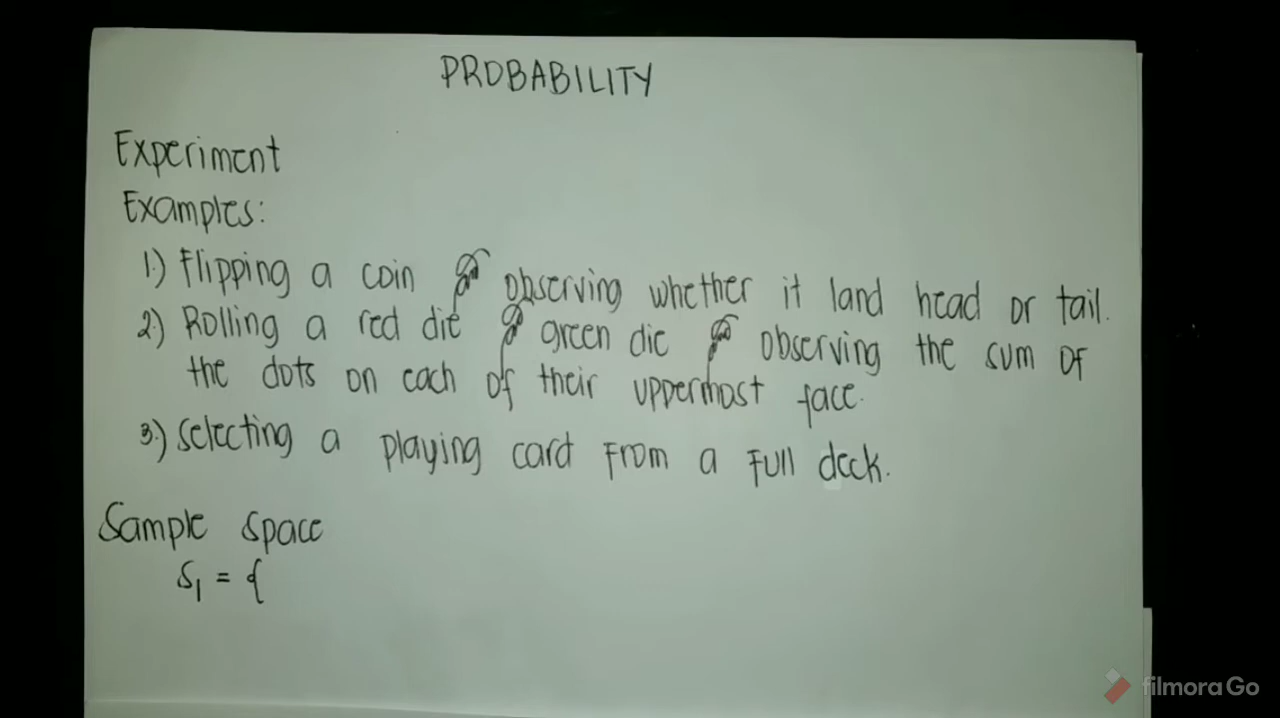 PROBABILITY
Experiment
Examples:
1.) Flipping a coin & observing whether it land head or tail.
2.) Rolling a red die & green die & observing the sum of
the dots on each of their uppermost face.
3.) Selecting a playing card from a full deck.
Sample space
S₁ = {
filmoraGo